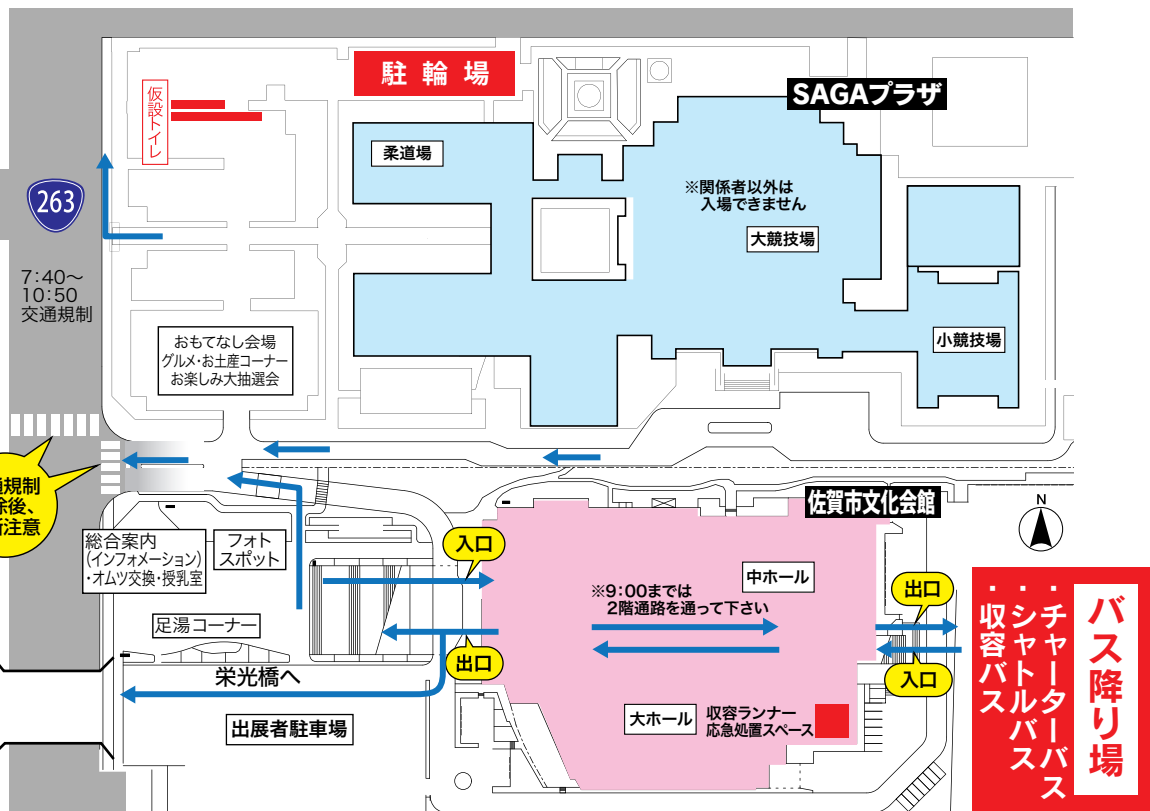 駐輪場
SAGAプラザ
仮設トイレ
柔道場
※関係者以外は
入場できません
大競技場
263
7:40〜
10:50
交通規制
小競技場
おもてなし会場
グルメ・お土産コーナー
お楽しみ大抽選会
規制
後、
注意
佐賀市文化会館
N
総合案内
(インフォメーション)
・オムツ交換・授乳室
フォト
スポット
入口
中ホール
※9:00までは
2階通路を通って下さい
出口
足湯コーナー
出口
入口
栄光橋へ
出展者駐車場
大ホール
収容ランナー
応急処置スペース
バス降り場
・チャーターバス
・シャトルバス
・収容バス